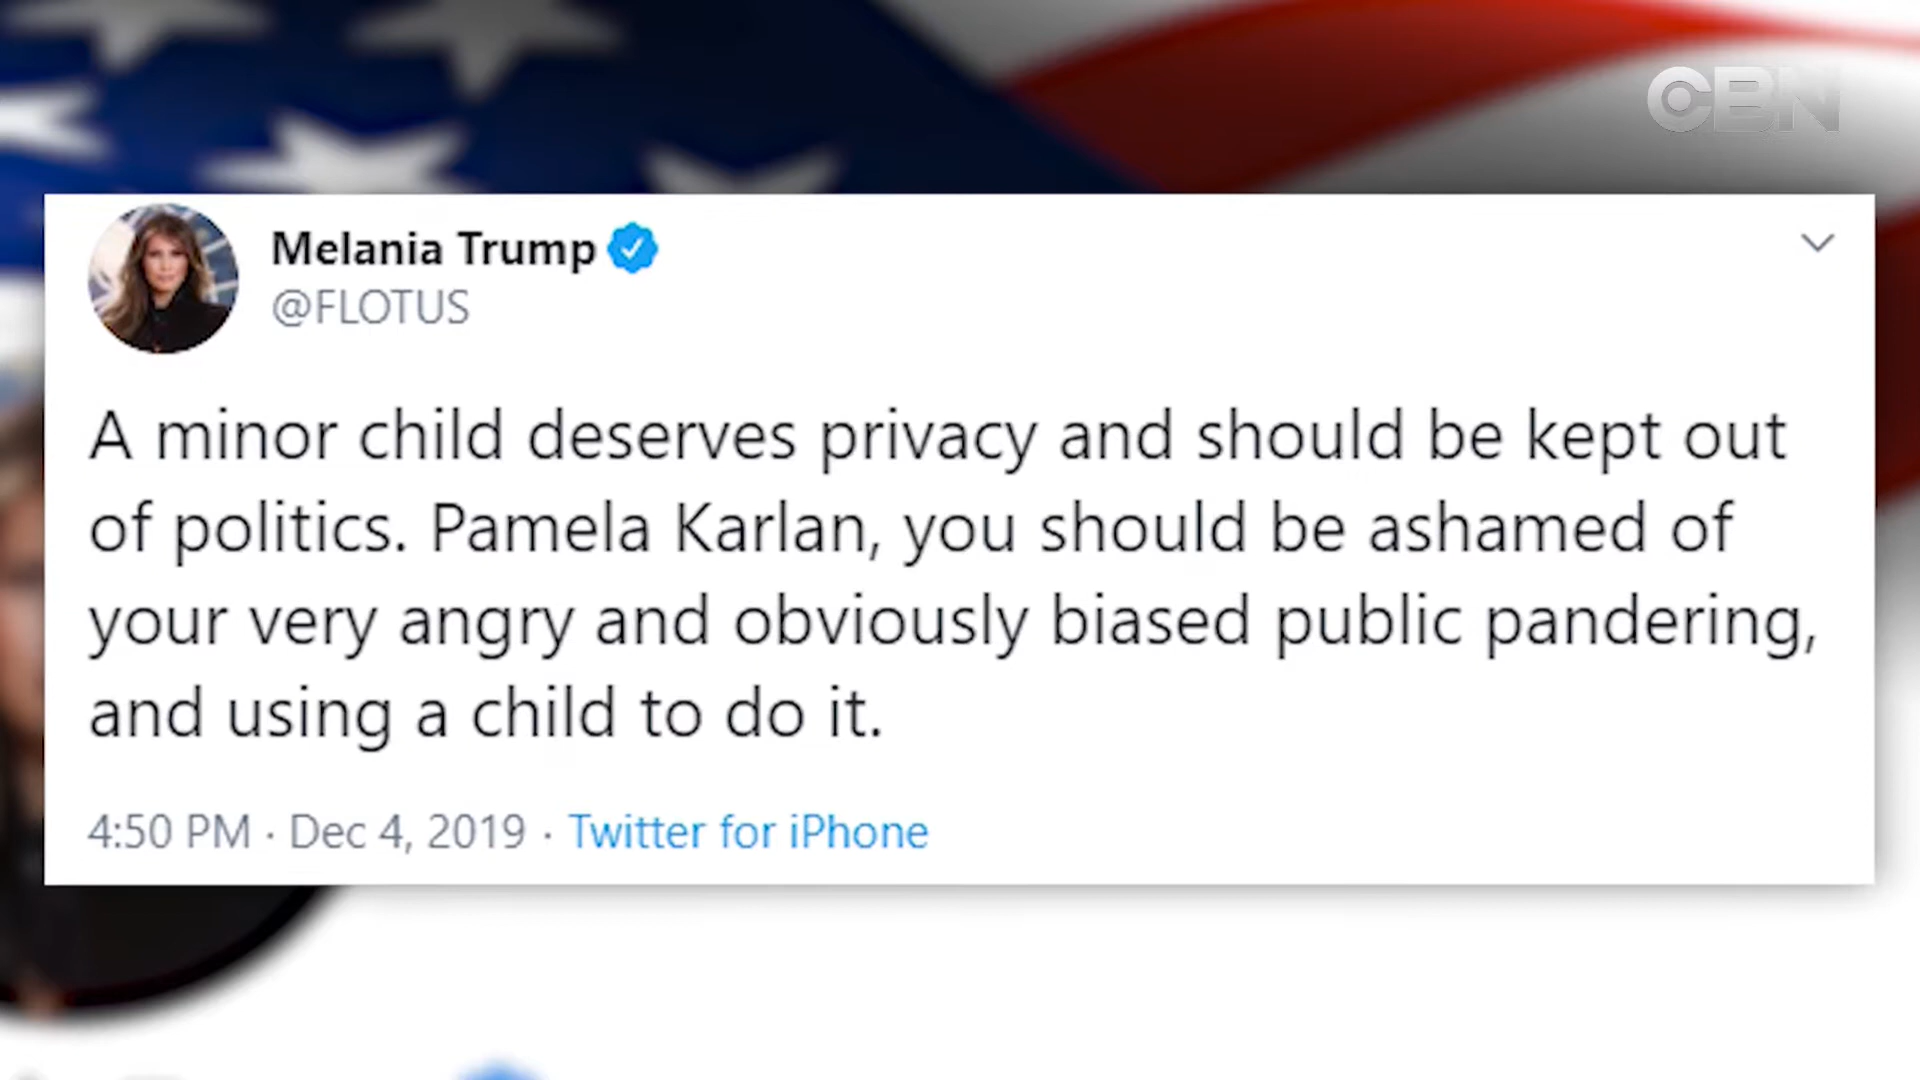 CBN
Melania Trump
@FLOTUS
A minor child deserves privacy and should be kept out
of politics. Pamela Karlan, you should be ashamed of
your very angry and obviously biased public pandering,
and using a child to do it.
4:50 PM · Dec 4, 2019 · Twitter for iPhone